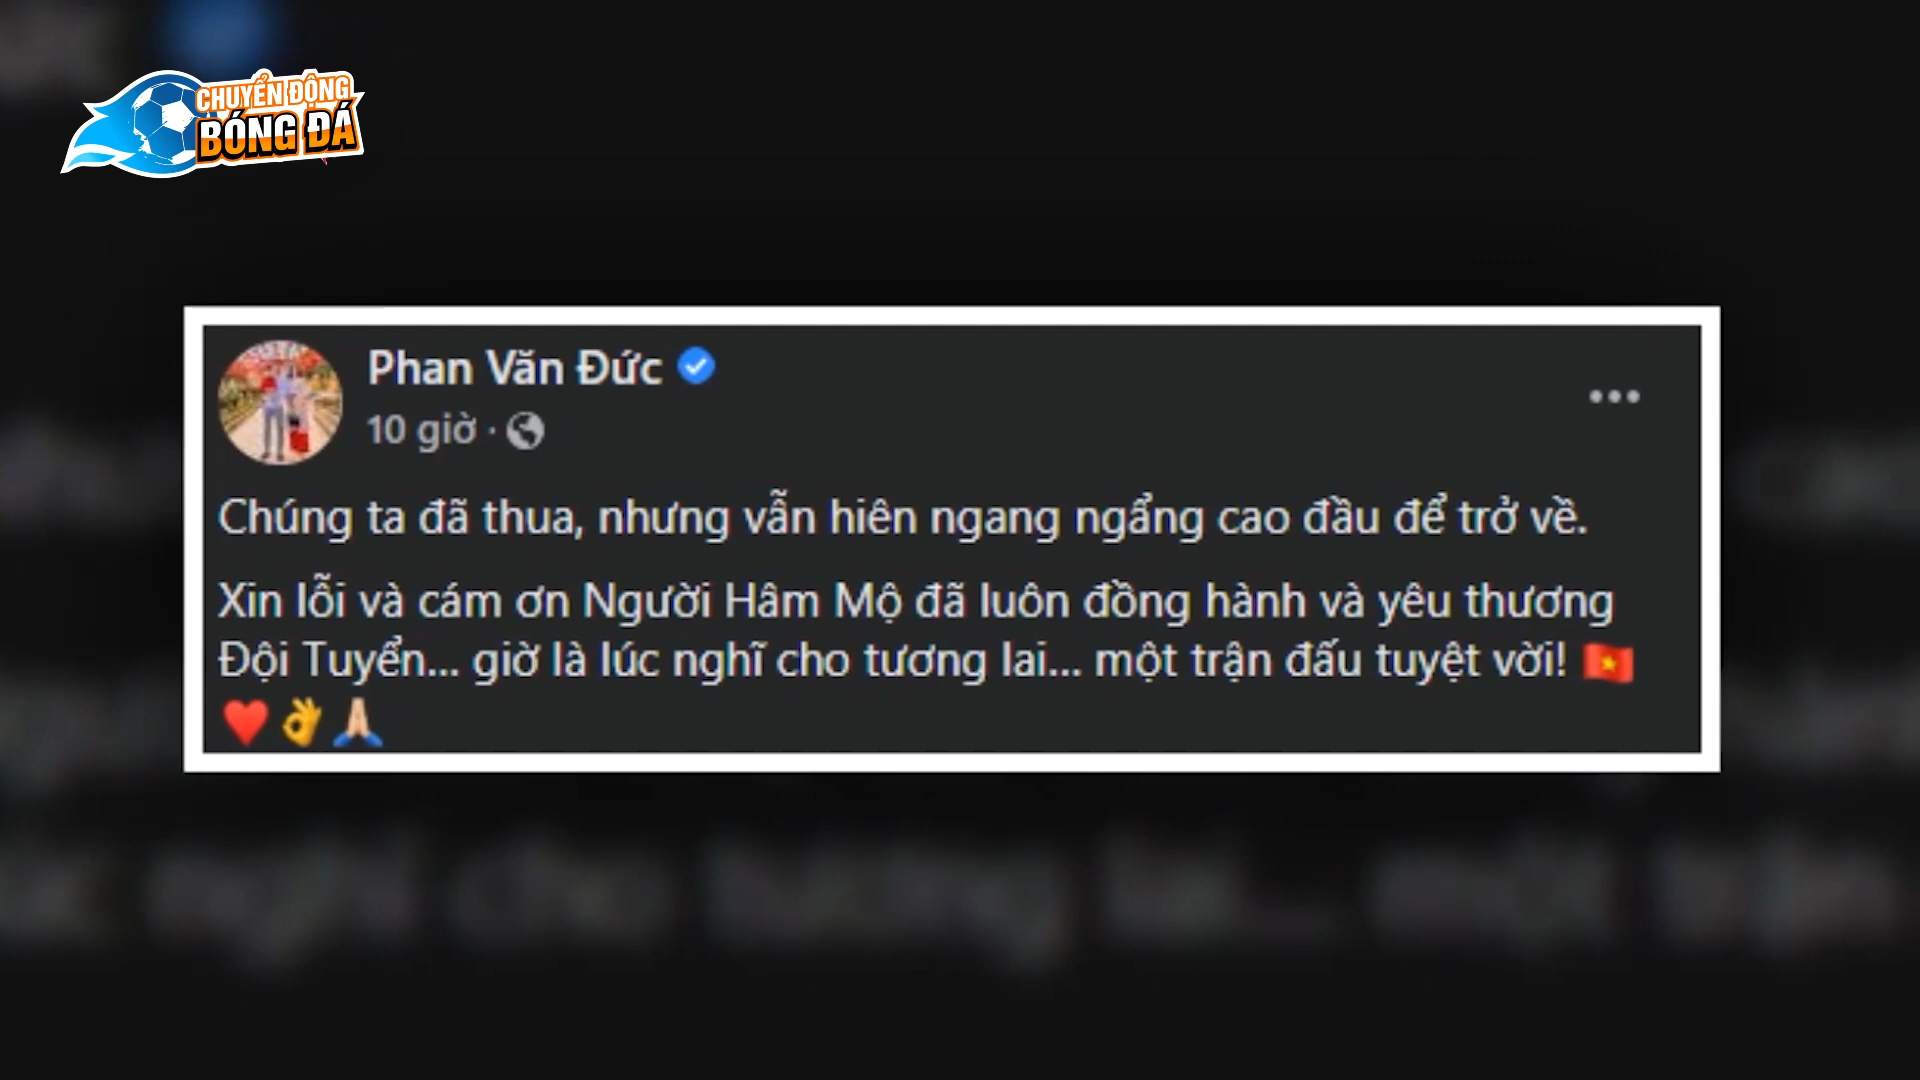 CHUYỂN ĐỘNG
BÓNG ĐÁ
Phan Văn Đức
10 giờ ·
Chúng ta đã thua, nhưng vẫn hiên ngang ngẩng cao đầu để trở về.
Xin lỗi và cám ơn Người Hâm Mộ đã luôn đồng hành và yêu thương
Đội Tuyển... giờ là lúc nghĩ cho tương lai... một trận đấu tuyệt vời! 🇻🇳
❤️👌🙏🏼